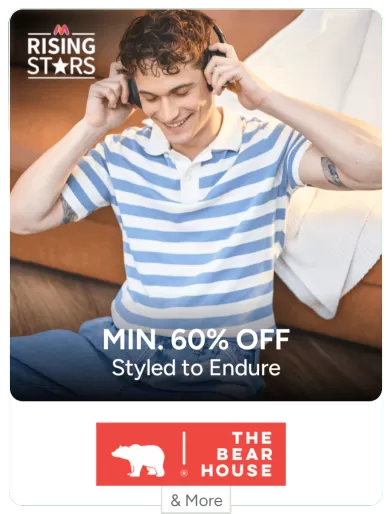 RISING
STARS
MIN. 60% OFF
Styled to Endure
THE
BEAR
HOUSE
& More